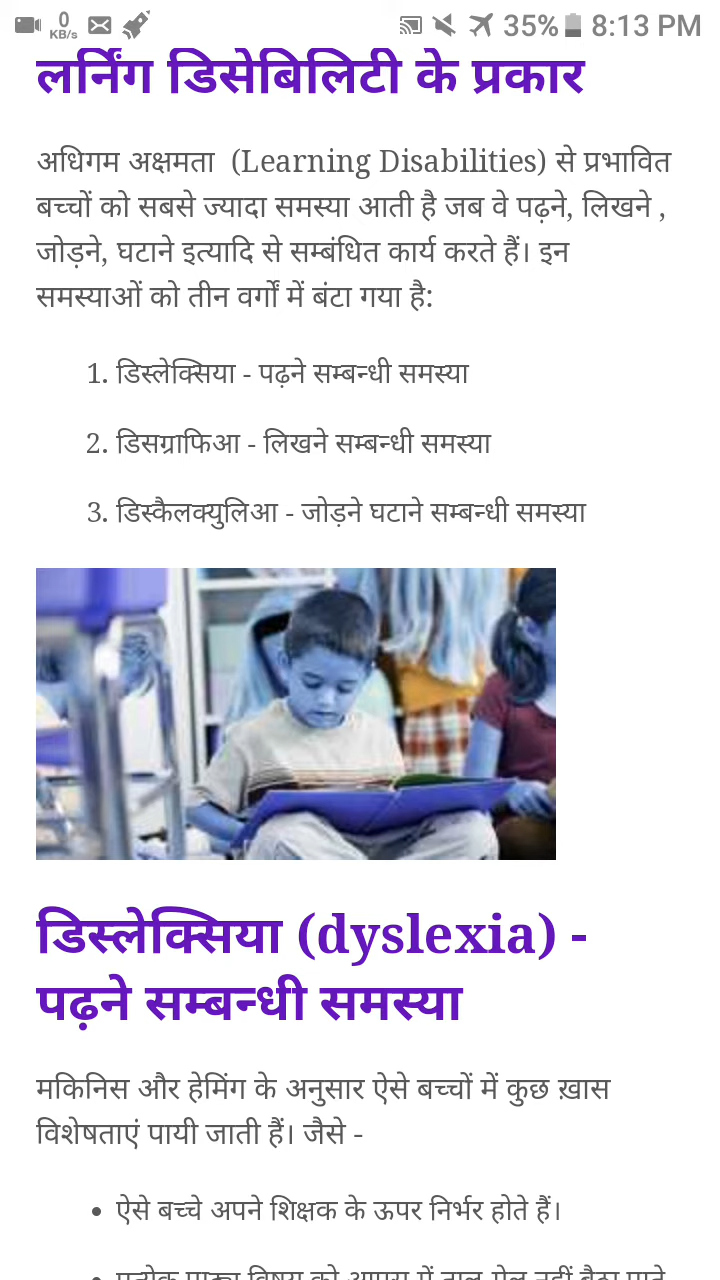 0
KB/s
35% 8:13 PM
लर्निंग डिसेबिलिटी के प्रकार
अधिगम अक्षमता (Learning Disabilities) से प्रभावित
बच्चों को सबसे ज्यादा समस्या आती है जब वे पढ़ने, लिखने ,
जोड़ने, घटाने इत्यादि से सम्बंधित कार्य करते हैं। इन
समस्याओं को तीन वर्गों में बंटा गया है:
1. डिस्लेक्सिया - पढ़ने सम्बन्धी समस्या
2. डिसग्राफिआ - लिखने सम्बन्धी समस्या
3. डिस्कैलक्युलिआ - जोड़ने घटाने सम्बन्धी समस्या
डिस्लेक्सिया (dyslexia) -
पढ़ने सम्बन्धी समस्या
मकिनिस और हेमिंग के अनुसार ऐसे बच्चों में कुछ ख़ास
विशेषताएं पायी जाती हैं। जैसे -
• ऐसे बच्चे अपने शिक्षक के ऊपर निर्भर होते हैं।